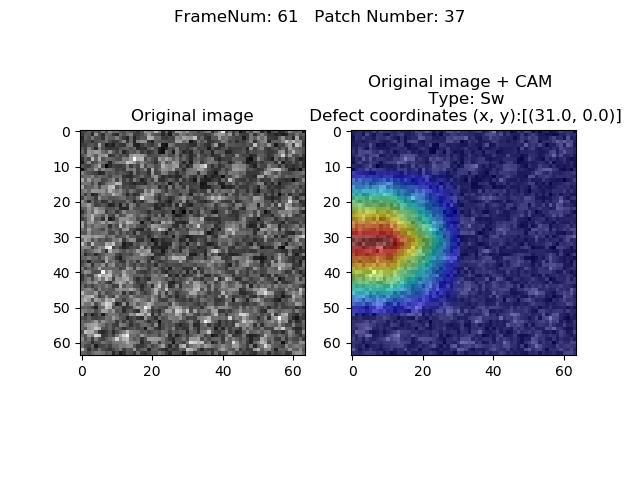 FrameNum: 61   Patch Number: 37
Original image
0
10
20
30
40
50
60
0 20 40 60
Original image + CAM
Type: Sw
Defect coordinates (x, y):[(31.0, 0.0)]
0
10
20
30
40
50
60
0 20 40 60